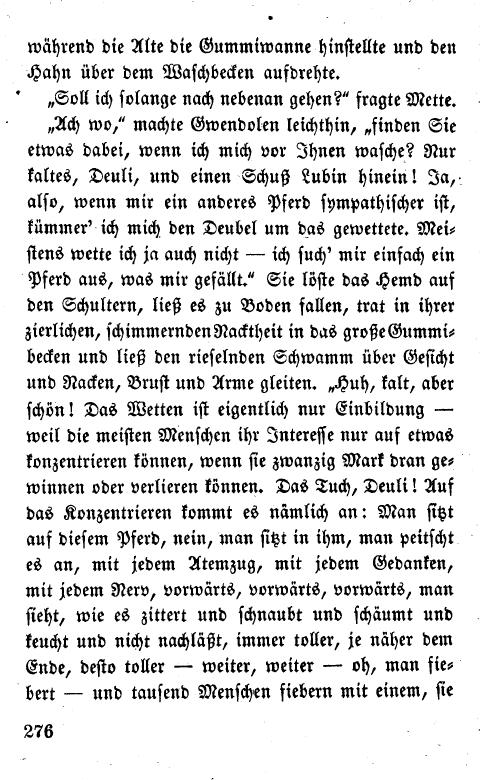 während die Alte die Gummiwanne hinstellte und den
Hahn über dem Waschbecken aufdrehte.
„Soll ich solange nach nebenan gehen?“ fragte Mette.
„Ach wo,“ machte Gwendolen leichthin, „finden Sie
etwas dabei, wenn ich mich vor Ihnen wasche? Nur
kaltes, Deuli, und einen Schuß Lubin hinein! Ja,
also, wenn mir ein anderes Pferd sympathischer ist,
kümmer’ ich mich den Deubel um das gewettete. Mei⸗
stens wette ich ja auch nicht — ich such’ mir einfach ein
Pferd aus, was mir gefällt.“ Sie löste das Hemd auf
den Schultern, ließ es zu Boden fallen, trat in ihrer
zierlichen, schimmernden Nacktheit in das große Gummi⸗
becken und ließ den rieselnden Schwamm über Gesicht
und Nacken, Brust und Arme gleiten. „Huh, kalt, aber
schön! Das Wetten ist eigentlich nur Einbildung —
weil die meisten Menschen ihr Interesse nur auf etwas
konzentrieren können, wenn sie zwanzig Mark dran ge⸗
winnen oder verlieren können. Das Tuch, Deuli! Auf
das Konzentrieren kommt es nämlich an: Man sitzt
auf diesem Pferd, nein, man sitzt in ihm, man peitscht
es an, mit jedem Atemzug, mit jedem Gedanken,
mit jedem Nerv, vorwärts, vorwärts, vorwärts, man
sieht, wie es zittert und schnaubt und schäumt und
keucht und nicht nachläßt, immer toller, je näher dem
Ende, desto toller — weiter, weiter — oh, man fie⸗
bert — und tausend Menschen fiebern mit einem, sie
276